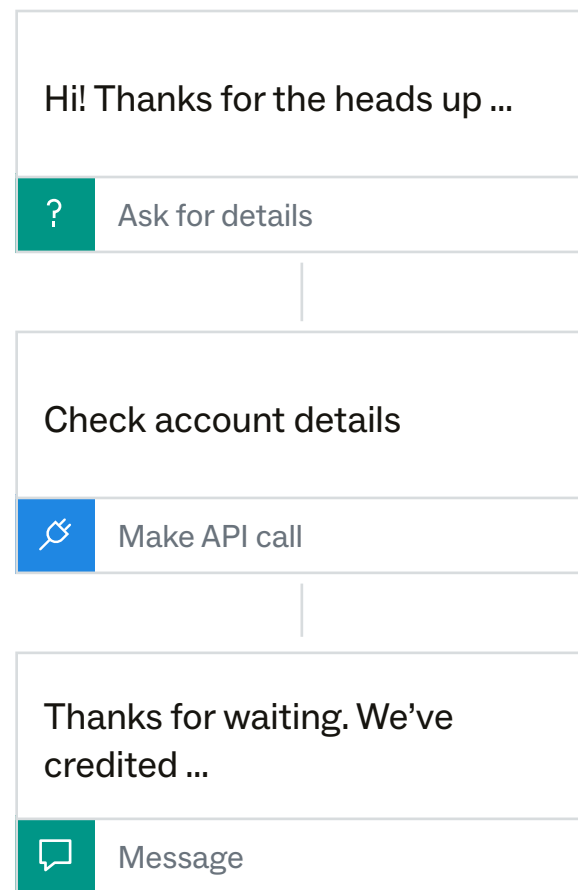 Hi! Thanks for the heads up ...
? Ask for details
Check account details
Make API call
Thanks for waiting. We’ve
credited ...
Message